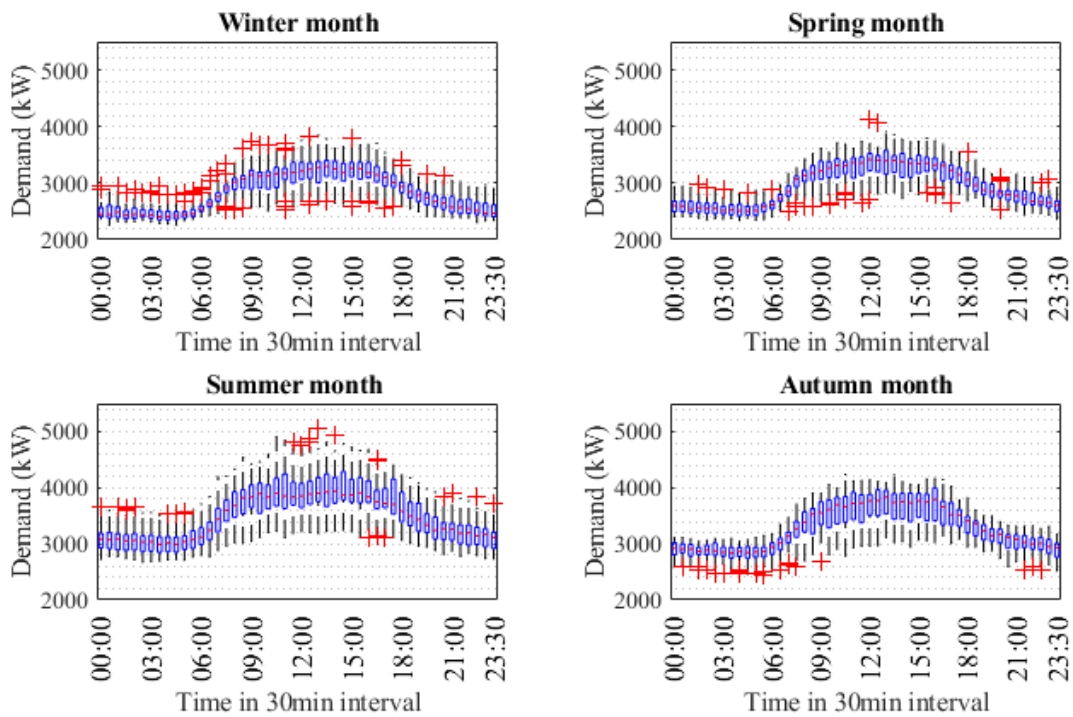 Winter month
Demand (kW)
5000
4000
3000
2000
00:00 03:00 06:00 09:00 12:00 15:00 18:00 21:00 23:30
Time in 30min interval
Spring month
Demand (kW)
5000
4000
3000
2000
00:00 03:00 06:00 09:00 12:00 15:00 18:00 21:00 23:30
Time in 30min interval
Summer month
Demand (kW)
5000
4000
3000
2000
00:00 03:00 06:00 09:00 12:00 15:00 18:00 21:00 23:30
Time in 30min interval
Autumn month
Demand (kW)
5000
4000
3000
2000
00:00 03:00 06:00 09:00 12:00 15:00 18:00 21:00 23:30
Time in 30min interval